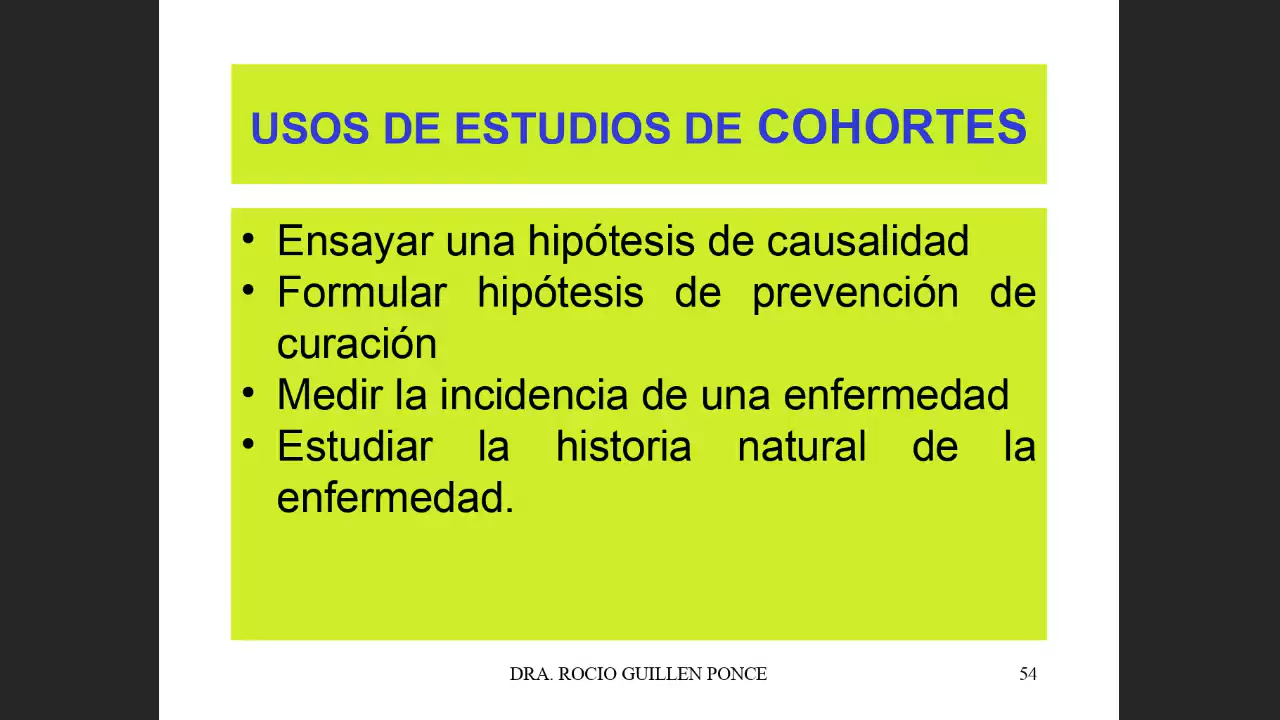 USOS DE ESTUDIOS DE COHORTES
• Ensayar una hipótesis de causalidad
• Formular hipótesis de prevención de
curación
• Medir la incidencia de una enfermedad
• Estudiar la historia natural de la
enfermedad.
DRA. ROCIO GUILLEN PONCE
54